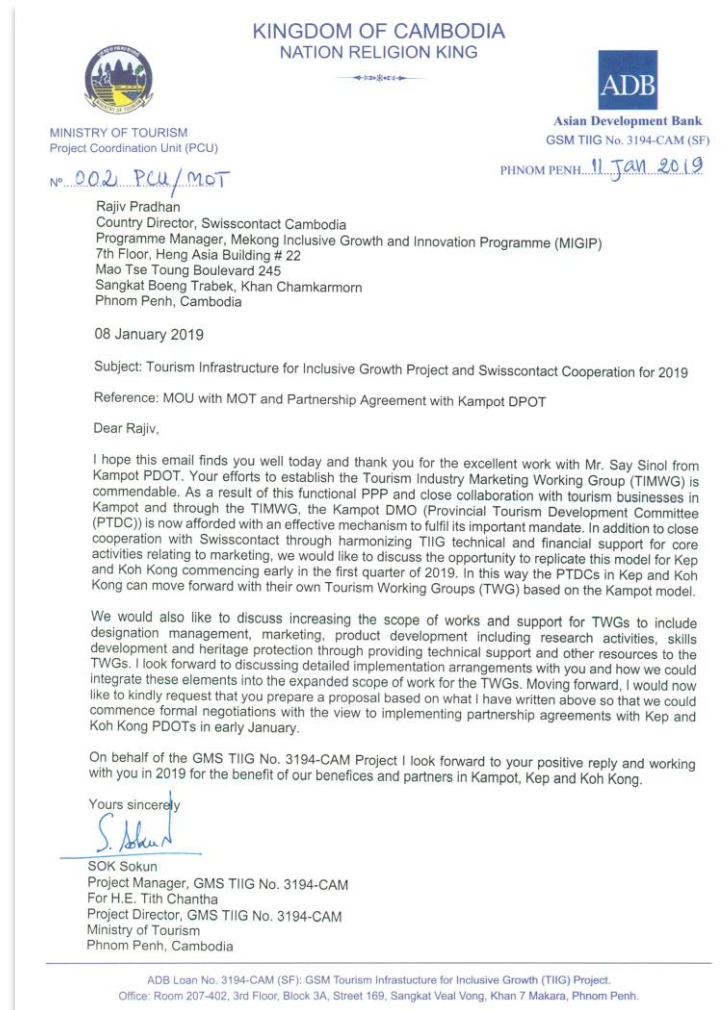 KINGDOM OF CAMBODIA
NATION RELIGION KING
MINISTRY OF TOURISM
ADB
Asian Development Bank
GSM TIIG No. 3194-CAM (SF)
MINISTRY OF TOURISM
Project Coordination Unit (PCU)
PHNOM PENH 11 Jan 2019
Nº 002 PCU/MOT
Rajiv Pradhan
Country Director, Swisscontact Cambodia
Programme Manager, Mekong Inclusive Growth and Innovation Programme (MIGIP)
7th Floor, Heng Asia Building # 22
Mao Tse Toung Boulevard 245
Sangkat Boeng Trabek, Khan Chamkarmorn
Phnom Penh, Cambodia
08 January 2019
Subject: Tourism Infrastructure for Inclusive Growth Project and Swisscontact Cooperation for 2019
Reference: MOU with MOT and Partnership Agreement with Kampot DPOT
Dear Rajiv,
I hope this email finds you well today and thank you for the excellent work with Mr. Say Sinol from
Kampot PDOT. Your efforts to establish the Tourism Industry Marketing Working Group (TIMWG) is
commendable. As a result of this functional PPP and close collaboration with tourism businesses in
Kampot and through the TIMWG, the Kampot DMO (Provincial Tourism Development Committee
(PTDC)) is now afforded with an effective mechanism to fulfil its important mandate. In addition to close
cooperation with Swisscontact through harmonizing TIIG technical and financial support for core
activities relating to marketing, we would like to discuss the opportunity to replicate this model for Kep
and Koh Kong commencing early in the first quarter of 2019. In this way the PTDCs in Kep and Koh
Kong can move forward with their own Tourism Working Groups (TWG) based on the Kampot model.
We would also like to discuss increasing the scope of works and support for TWGs to include
designation management, marketing, product development including research activities, skills
development and heritage protection through providing technical support and other resources to the
TWGs. I look forward to discussing detailed implementation arrangements with you and how we could
integrate these elements into the expanded scope of work for the TWGs. Moving forward, I would now
like to kindly request that you prepare a proposal based on what I have written above so that we could
commence formal negotiations with the view to implementing partnership agreements with Kep and
Koh Kong PDOTs in early January.
On behalf of the GMS TIIG No. 3194-CAM Project I look forward to your positive reply and working
with you in 2019 for the benefit of our benefices and partners in Kampot, Kep and Koh Kong.
Yours sincerely
S. Sokun
SOK Sokun
Project Manager, GMS TIIG No. 3194-CAM
For H.E. Tith Chantha
Project Director, GMS TIIG No. 3194-CAM
Ministry of Tourism
Phnom Penh, Cambodia
ADB Loan No. 3194-CAM (SF): GSM Tourism Infrastucture for Inclusive Growth (TIIG) Project.
Office: Room 207-402, 3rd Floor, Block 3A, Street 169, Sangkat Veal Vong, Khan 7 Makara, Phnom Penh.